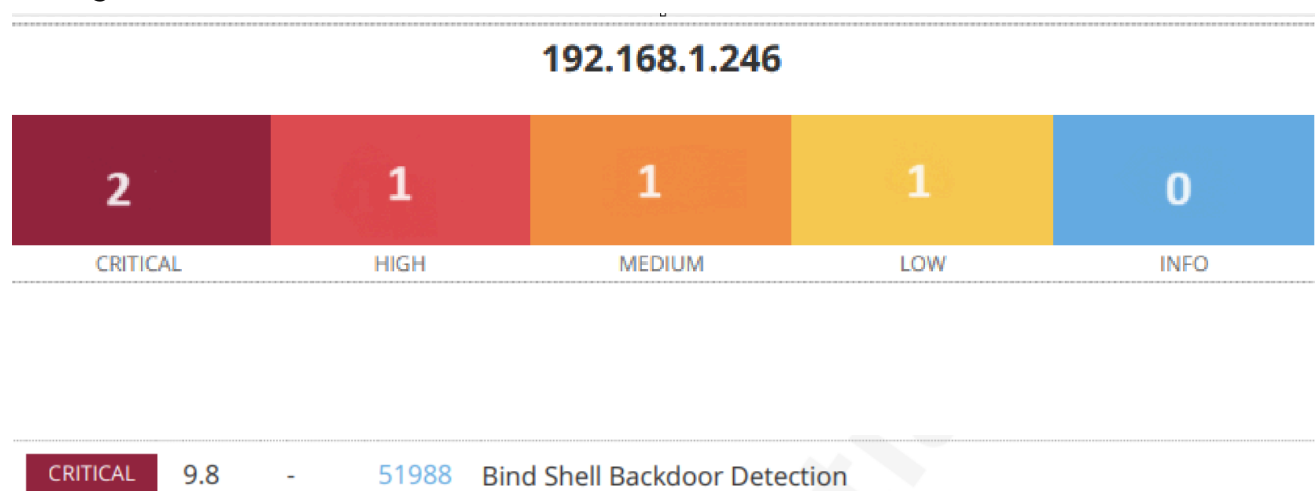 192.168.1.246
2 1 1 1 0
CRITICAL HIGH MEDIUM LOW INFO
CRITICAL 9.8 - 51988 Bind Shell Backdoor Detection